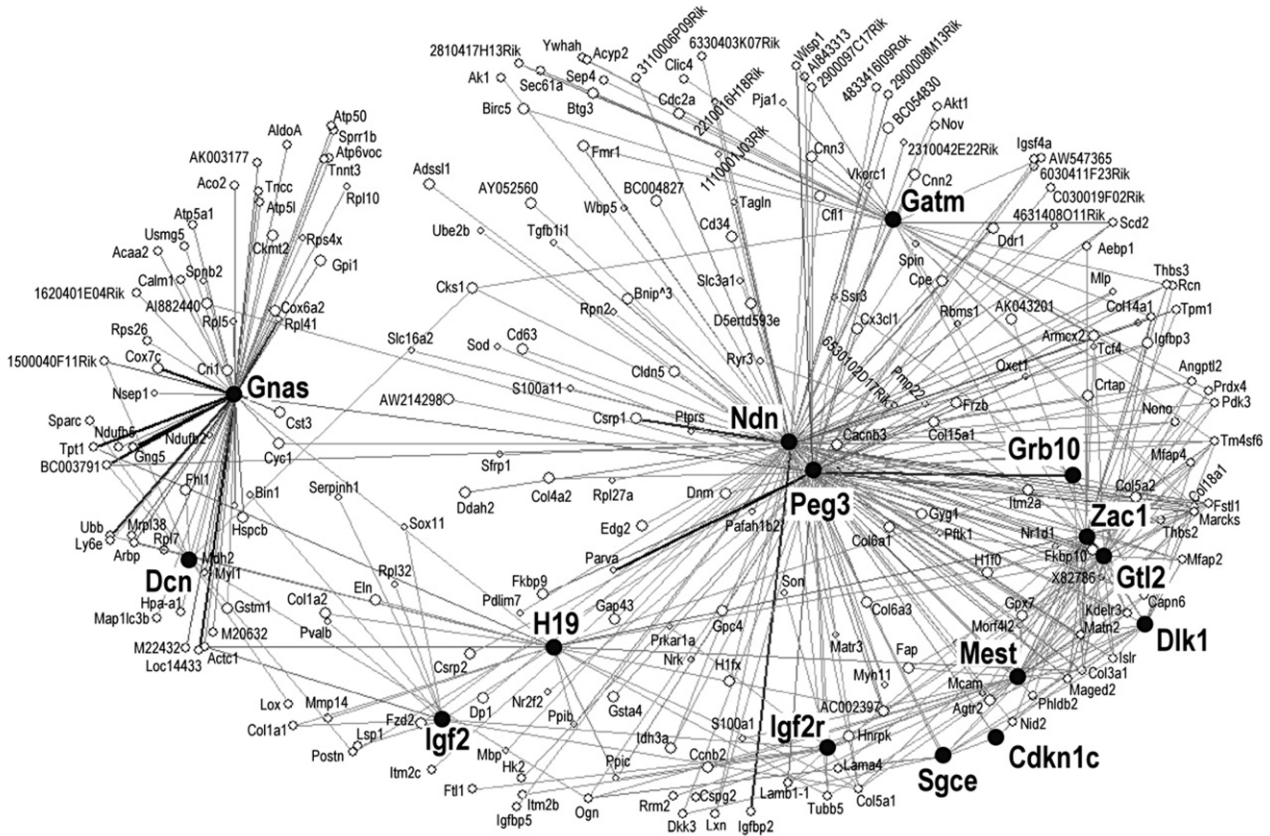 Wisp1
AI843313
2900097C17Rik
4833416I09Rok
2900008M13Rik
3110006P09Rik
6330403K07Rik
Ywhah
Acyp2
2810417H13Rik
Clic4
Sep4
Sec61a
Ak1
Btg3
Cdc2a
2210016H18Rik
Pja1
BC054830
Akt1
Birc5
Nov
Atp50
Sprr1b
AldoA
Atp6voc
Tnnt3
AK003177
Fmr1
1110001J03Rik
Cnn3
2310042E22Rik
Igsf4a
AW547365
6030411F23Rik
Aco2
Tncc
Atp5l
Rpl10
Adssl1
AY052560
BC004827
Vkorc1
Cnn2
C030019F02Rik
Wbp5
Tagln
Cfl1
Gatm
4631408O11Rik
Scd2
Atp5a1
Usmg5
Ckmt2
Rps4x
Ube2b
Tgfb1i1
Cd34
Ddr1
Aebp1
Acaa2
Gpi1
Spin
Calm1
Spnb2
Cks1
Slc3a1
Cpe
Mlp
Thbs3
Rcn
1620401E04Rik
AI882440
Bnip^3
Ssr3
Cox6a2
Rpn2
D5ertd593e
Cx3cl1
Rbms1
AK043201
Col14a1
Tpm1
Rps26
Rpl5
Rpl41
Slc16a2
Sod
Cd63
Armcx2
Igfbp3
Tcf4
1500040F11Rik
Cox7c
Cri1
Cldn5
Ryr3
6530102D17Rik
Pmo22
Qxct1
Angptl2
Nsep1
Gnas
AW214298
S100a11
Crtap
Prdx4
Pdk3
Frzb
Sparc
Cst3
Csrp1
Ptprs
Ndn
Nono
Ndufb5
Ndufb2
Col15a1
Tpt1
Gng5
Cyc1
Cacnb3
Grb10
Tm4sf6
BC003791
Sfrp1
Mfap4
Fhl1
Bin1
Serpinh1
Col4a2
Rpl27a
Dnm
Itm2a
Col5a2
Col18a1
Ddah2
Peg3
Fstl1
Marcks
Ubb
Mrpl38
Hspcb
Sox11
Edg2
Pafah1b2
Gyg1
Zac1
Ly6e
Arbp
Rpl7
Col6a1
Pftk1
Nr1d1
Thbs2
Mdh2
Parva
Fkbp10
Mfap2
Dcn
Myl1
Rpl32
Fkbp9
Son
H1f0
X82786
Gtl2
Hpa-a1
Gstm1
Col1a2
Eln
Pdlim7
Gap43
Gpc4
Col6a3
Gpx7
Kdelr3
Capn6
Map1lc3b
M20632
Pvalb
H19
Prkar1a
Matr3
Morf4l2
Matn2
Dlk1
M22432
Loc14433
Actc1
Csrp2
Nrk
H1fx
Myh11
Fap
Mest
Islr
Col3a1
Lox
Mmp14
Dp1
Nr2f2
Gsta4
AC002397
Mcam
Maged2
Col1a1
Fzd2
Ppib
S100a1
Agtr2
Phldb2
Postn
Lsp1
Igf2
Idh3a
Igf2r
Hnrpk
Nid2
Itm2c
Mbp
Hk2
Ppic
Ccnb2
Lama4
Sgce
Cdkn1c
Ftl1
Itm2b
Igfbp5
Ogn
Rrm2
Cspg2
Dkk3
Lxn
Igfbp2
Lamb1-1
Tubb5
Col5a1